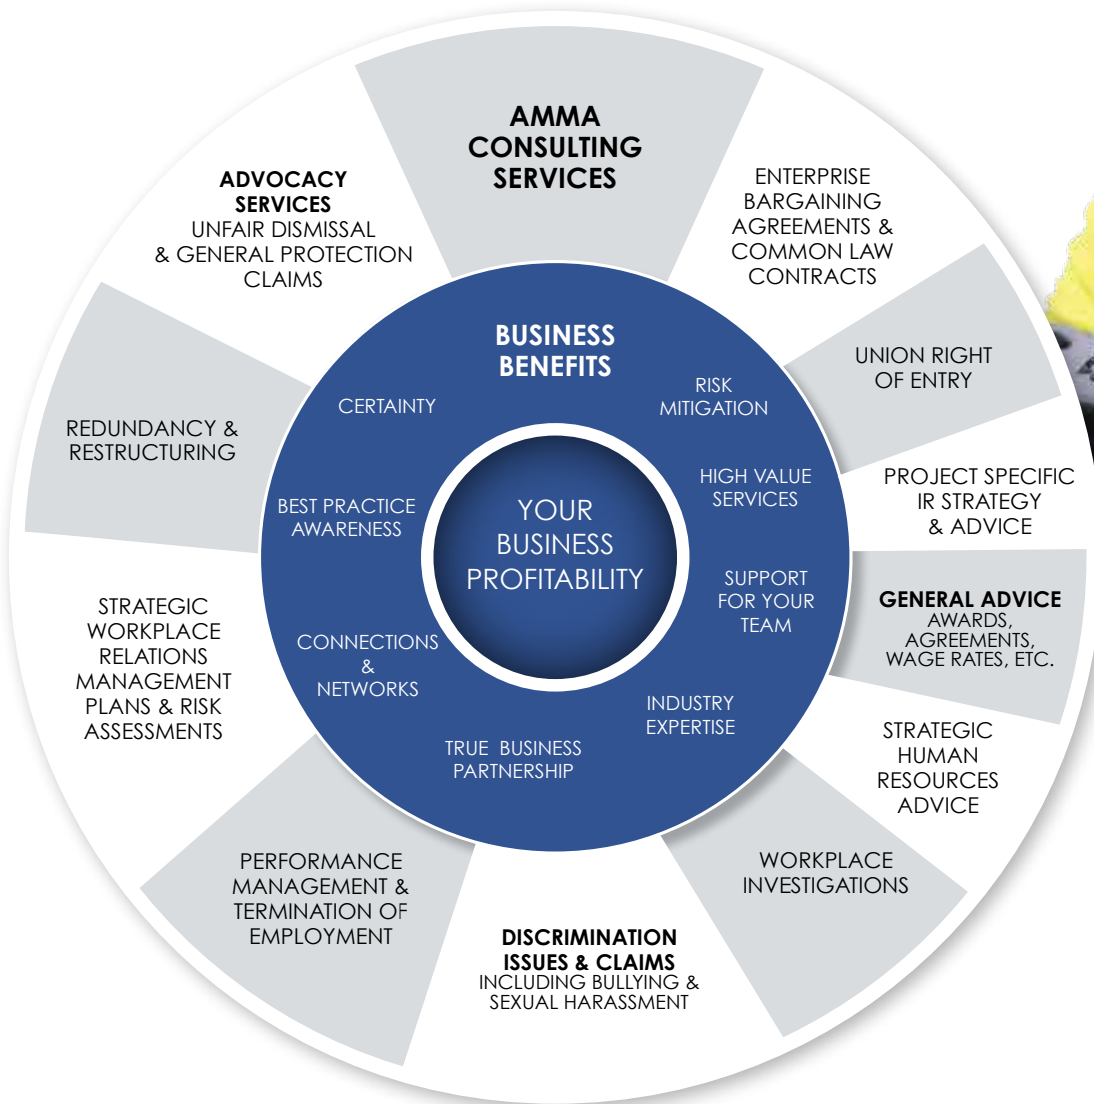 AMMA
CONSULTING
SERVICES
ENTERPRISE
BARGAINING
AGREEMENTS &
COMMON LAW
CONTRACTS
UNION RIGHT
OF ENTRY
PROJECT SPECIFIC
IR STRATEGY
& ADVICE
GENERAL ADVICE
AWARDS,
AGREEMENTS,
WAGE RATES, ETC.
STRATEGIC
HUMAN
RESOURCES
ADVICE
WORKPLACE
INVESTIGATIONS
DISCRIMINATION
ISSUES & CLAIMS
INCLUDING BULLYING &
SEXUAL HARASSMENT
PERFORMANCE
MANAGEMENT &
TERMINATION OF
EMPLOYMENT
STRATEGIC
WORKPLACE
RELATIONS
MANAGEMENT
PLANS & RISK
ASSESSMENTS
REDUNDANCY &
RESTRUCTURING
ADVOCACY
SERVICES
UNFAIR DISMISSAL
& GENERAL PROTECTION
CLAIMS
BUSINESS
BENEFITS
RISK
MITIGATION
HIGH VALUE
SERVICES
SUPPORT
FOR YOUR
TEAM
INDUSTRY
EXPERTISE
TRUE BUSINESS
PARTNERSHIP
CONNECTIONS
&
NETWORKS
BEST PRACTICE
AWARENESS
CERTAINTY
YOUR
BUSINESS
PROFITABILITY